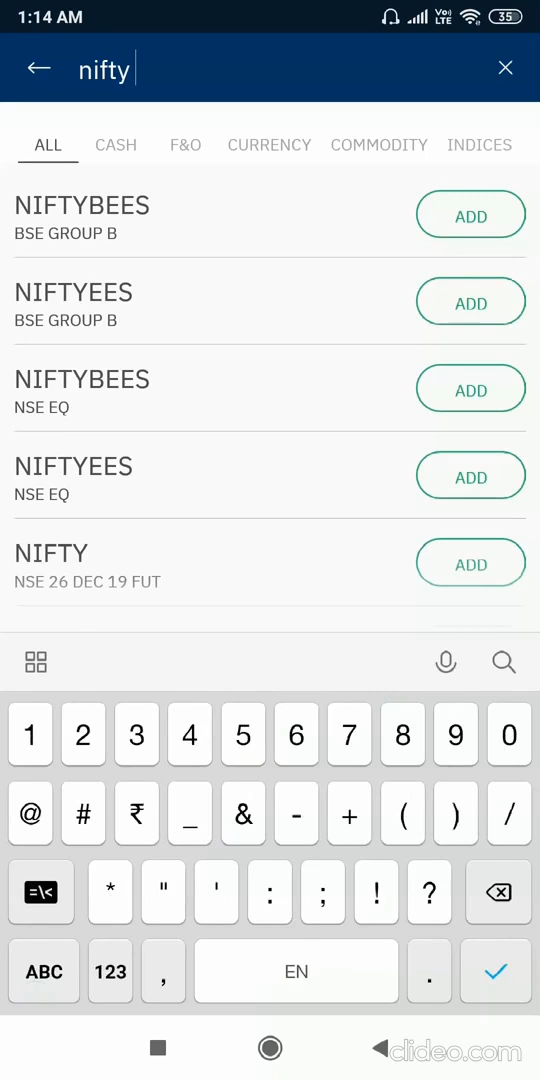 1:14 AM
Vo) LTE
35
nifty
ALL CASH F&O CURRENCY COMMODITY INDICES
NIFTYBEES
BSE GROUP B
ADD
NIFTYEES
BSE GROUP B
ADD
NIFTYBEES
NSE EQ
ADD
NIFTYEES
NSE EQ
ADD
NIFTY
NSE 26 DEC 19 FUT
ADD
1 2 3 4 5 6 7 8 9 0
@ # ₹ _ & - + ( ) /
=\< * " ' : ; ! ?
ABC 123 , EN .
clideo.com